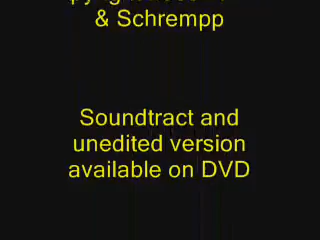 & Schrempp
Soundtract and
unedited version
available on DVD